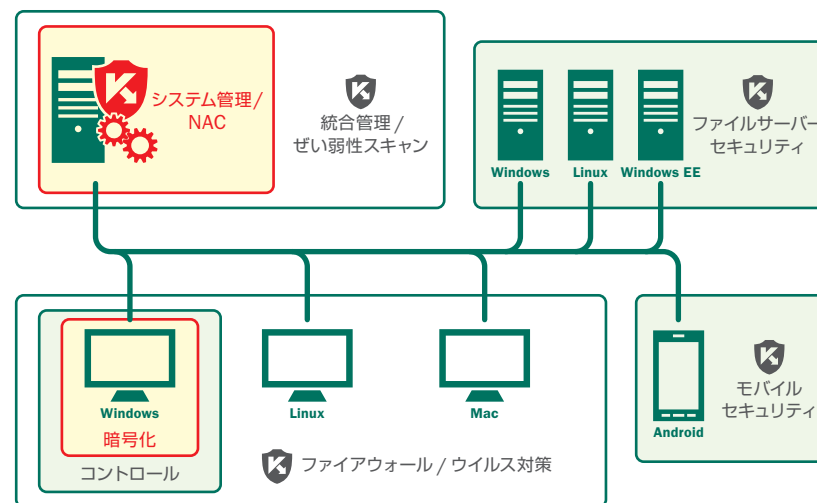 システム管理/
NAC
統合管理 /
ぜい弱性スキャン
ファイルサーバー
セキュリティ
Windows
Linux
Windows EE
Windows
暗号化
コントロール
Linux
Mac
ファイアウォール / ウイルス対策
Android
モバイル
セキュリティ